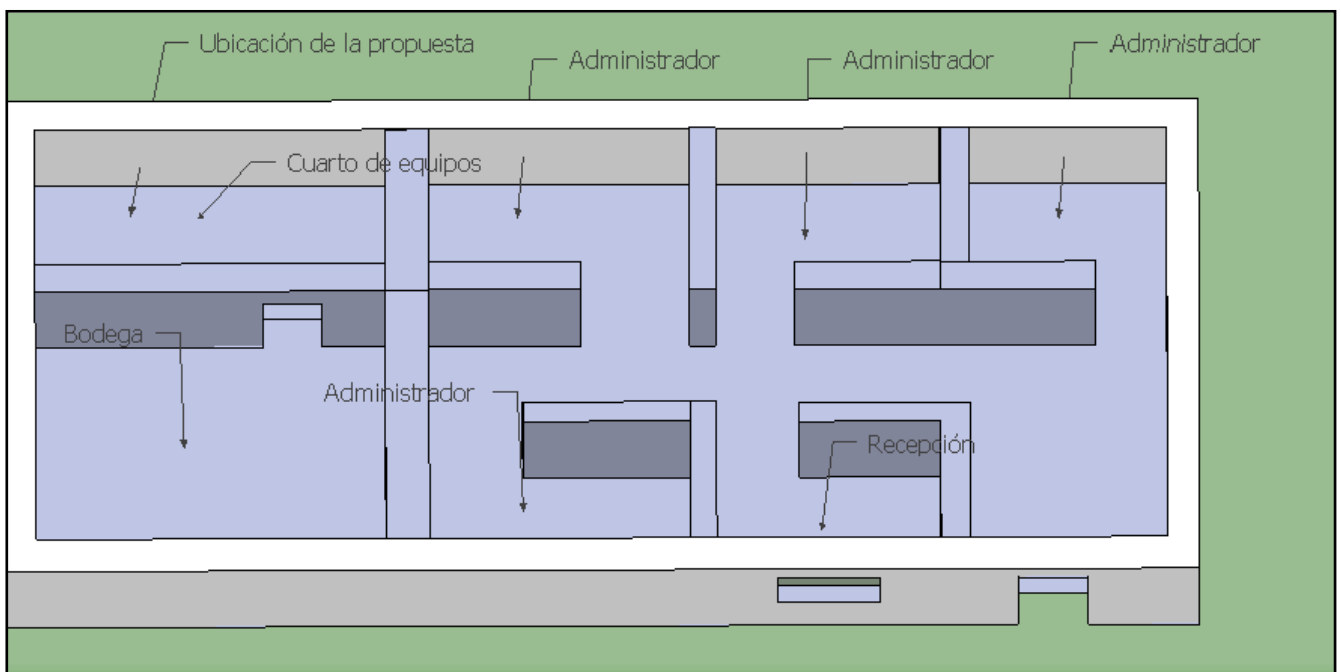 Ubicación de la propuesta
Administrador
Administrador
Administrador
Cuarto de equipos
Bodega
Administrador
Recepción